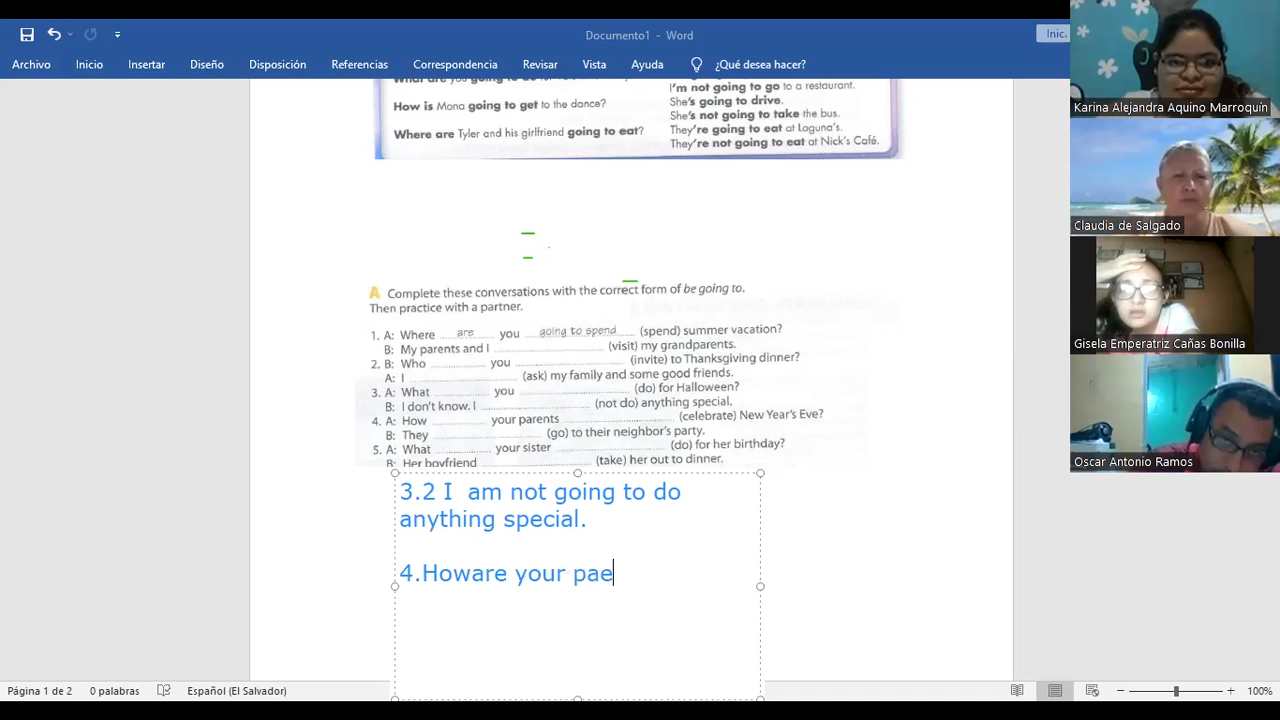 Documento1 - Word
Inic.
Archivo Inicio Insertar Diseño Disposición Referencias Correspondencia Revisar Vista Ayuda ¿Qué desea hacer?
What are you going to do
I'm not going to go to a restaurant.
How is Mona going to get to the dance?
She's going to drive.
She's not going to take the bus.
Where are Tyler and his girlfriend going to eat?
They're going to eat at Laguna's.
They're not going to eat at Nick's Café.
A Complete these conversations with the correct form of be going to.
Then practice with a partner.
1. A: Where are you going to spend (spend) summer vacation?
B: My parents and I (visit) my grandparents.
2. B: Who you (invite) to Thanksgiving dinner?
A: I (ask) my family and some good friends.
3. A: What you (do) for Halloween?
B: I don't know. I (not do) anything special.
4. A: How your parents (celebrate) New Year's Eve?
B: They (go) to their neighbor's party.
5. A: What your sister (do) for her birthday?
B: Her boyfriend (take) her out to dinner.
3.2 I am not going to do
anything special.
4.Howare your pae
Página 1 de 2 0 palabras Español (El Salvador) 100%
Karina Alejandra Aquino Marroquín
Claudia de Salgado
Gisela Emperatriz Cañas Bonilla
Oscar Antonio Ramos